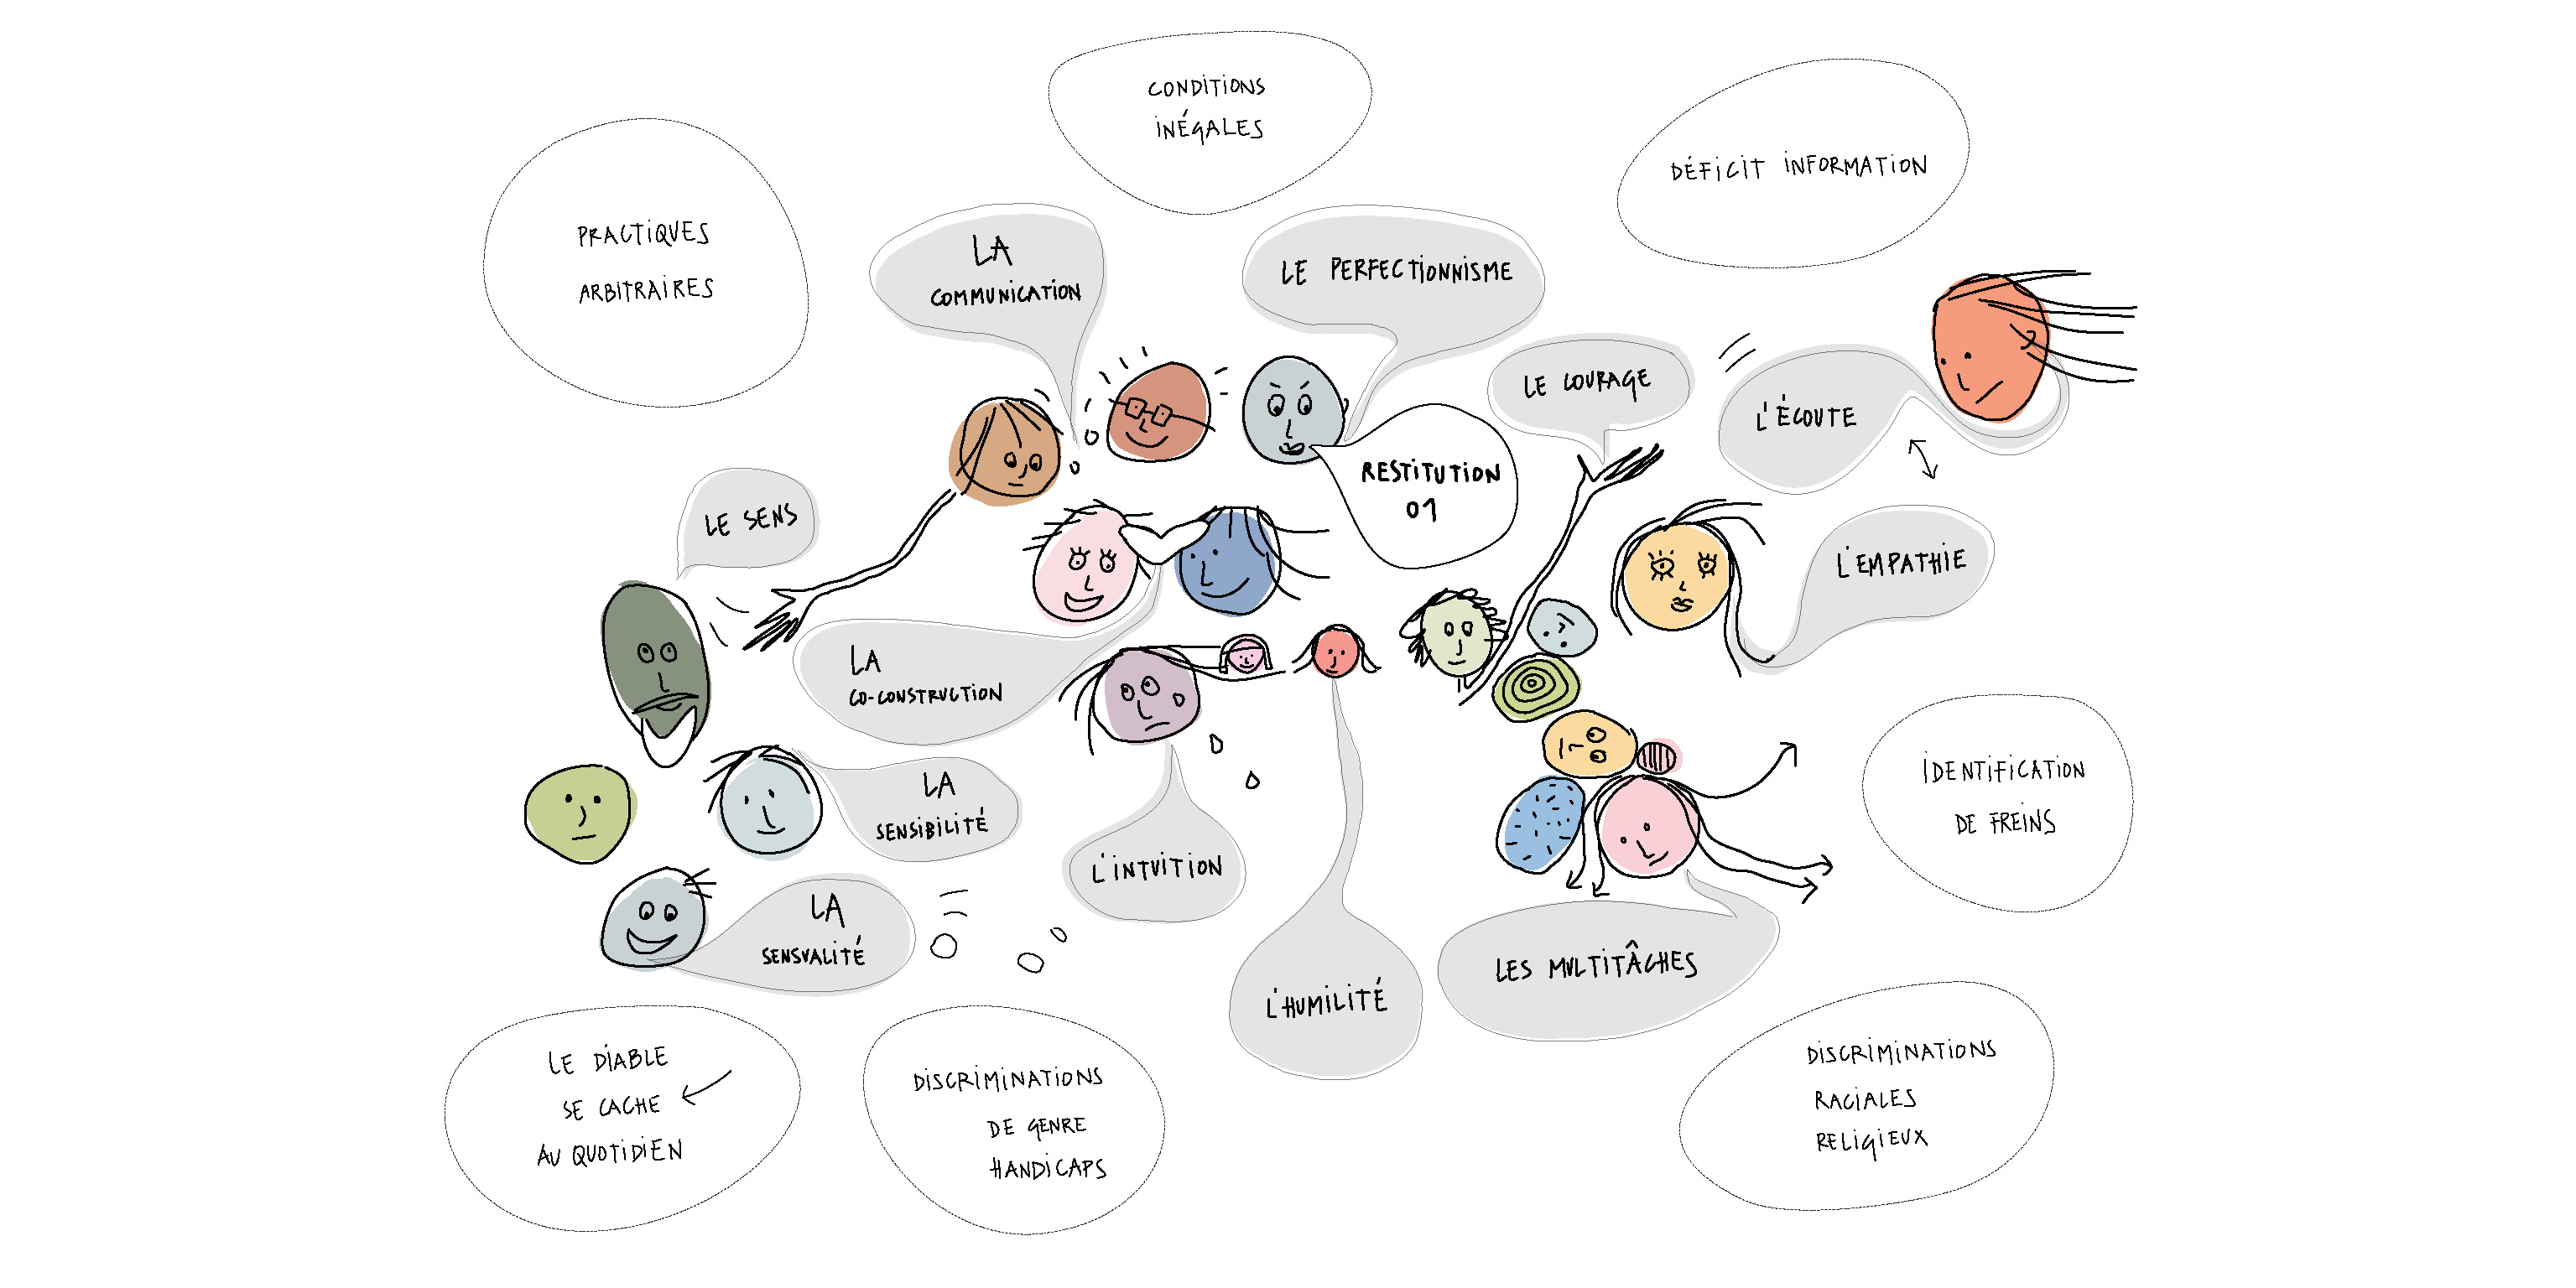 CONDITIONS
INÉGALES
DÉFICIT INFORMATION
PRACTIQUES
ARBITRAIRES
LA
COMMUNICATION
LE PERFECTIONNISME
LE COURAGE
L'ÉCOUTE
RESTITUTION
01
LE SENS
L'EMPATHIE
LA
CO-CONSTRUCTION
LA
SENSIBILITÉ
L'INTUITION
IDENTIFICATION
DE FREINS
LA
SENSUALITÉ
L'HUMILITÉ
LES MULTITÂCHES
LE DIABLE
SE CACHE
AU QUOTIDIEN
DISCRIMINATIONS
DE GENRE
HANDICAPS
DISCRIMINATIONS
RACIALES
RELIGIEUX